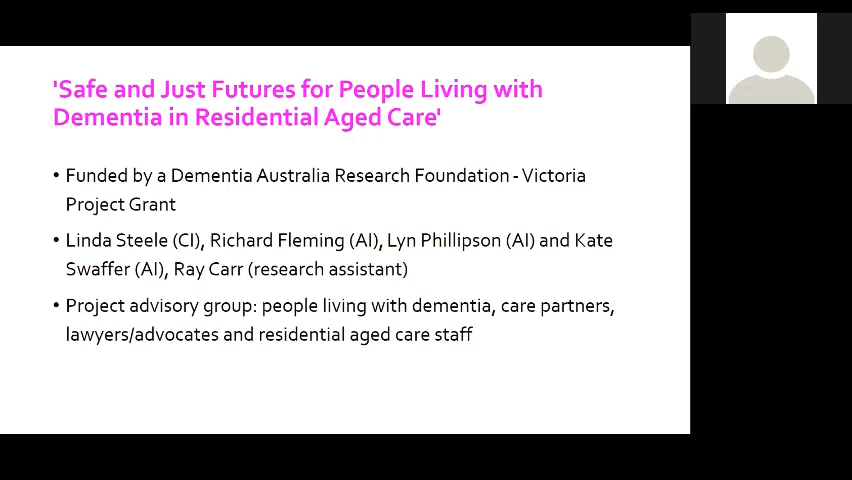 'Safe and Just Futures for People Living with
Dementia in Residential Aged Care'
• Funded by a Dementia Australia Research Foundation - Victoria
Project Grant
• Linda Steele (CI), Richard Fleming (AI), Lyn Phillipson (AI) and Kate
Swaffer (AI), Ray Carr (research assistant)
• Project advisory group: people living with dementia, care partners,
lawyers/advocates and residential aged care staff